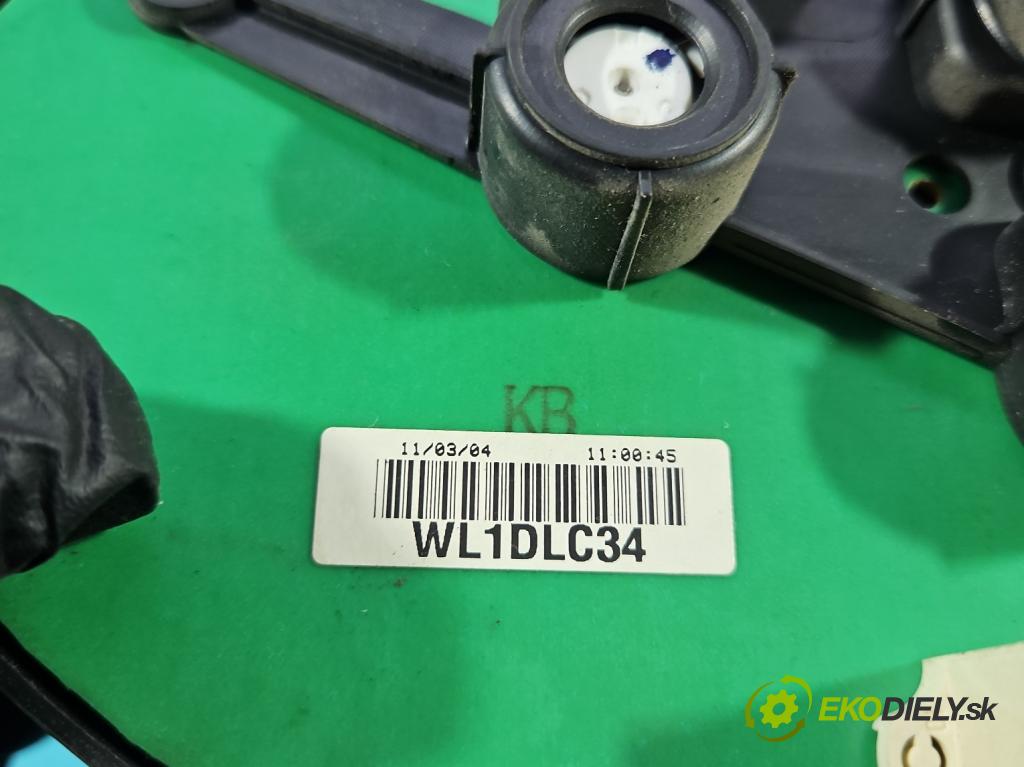 KB
11/03/04 11:00:45
WL1DLC34
EKODIELY.sk
C